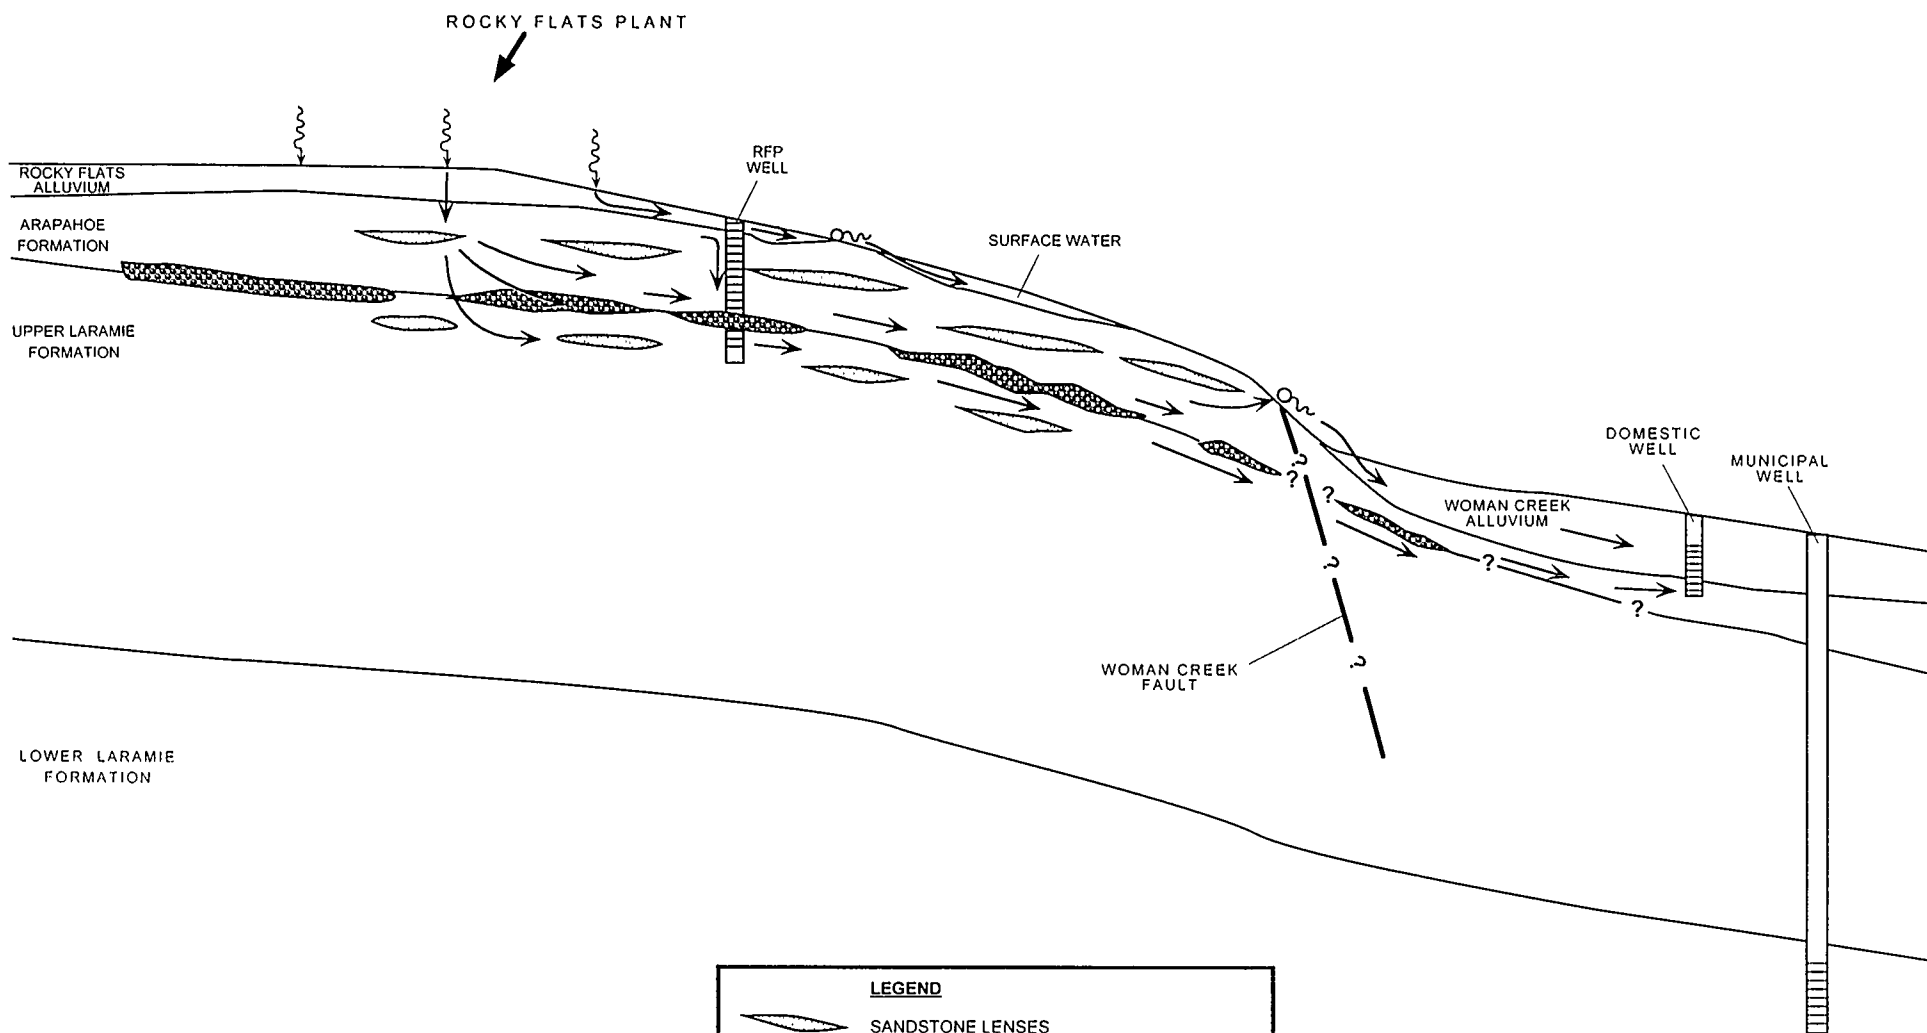 ROCKY FLATS PLANT
RFP
WELL
ROCKY FLATS
ALLUVIUM
ARAPAHOE
FORMATION
SURFACE WATER
UPPER LARAMIE
FORMATION
DOMESTIC
WELL
MUNICIPAL
WELL
?
?
?
WOMAN CREEK
ALLUVIUM
?
?
?
?
WOMAN CREEK
FAULT
LOWER LARAMIE
FORMATION
LEGEND
SANDSTONE LENSES